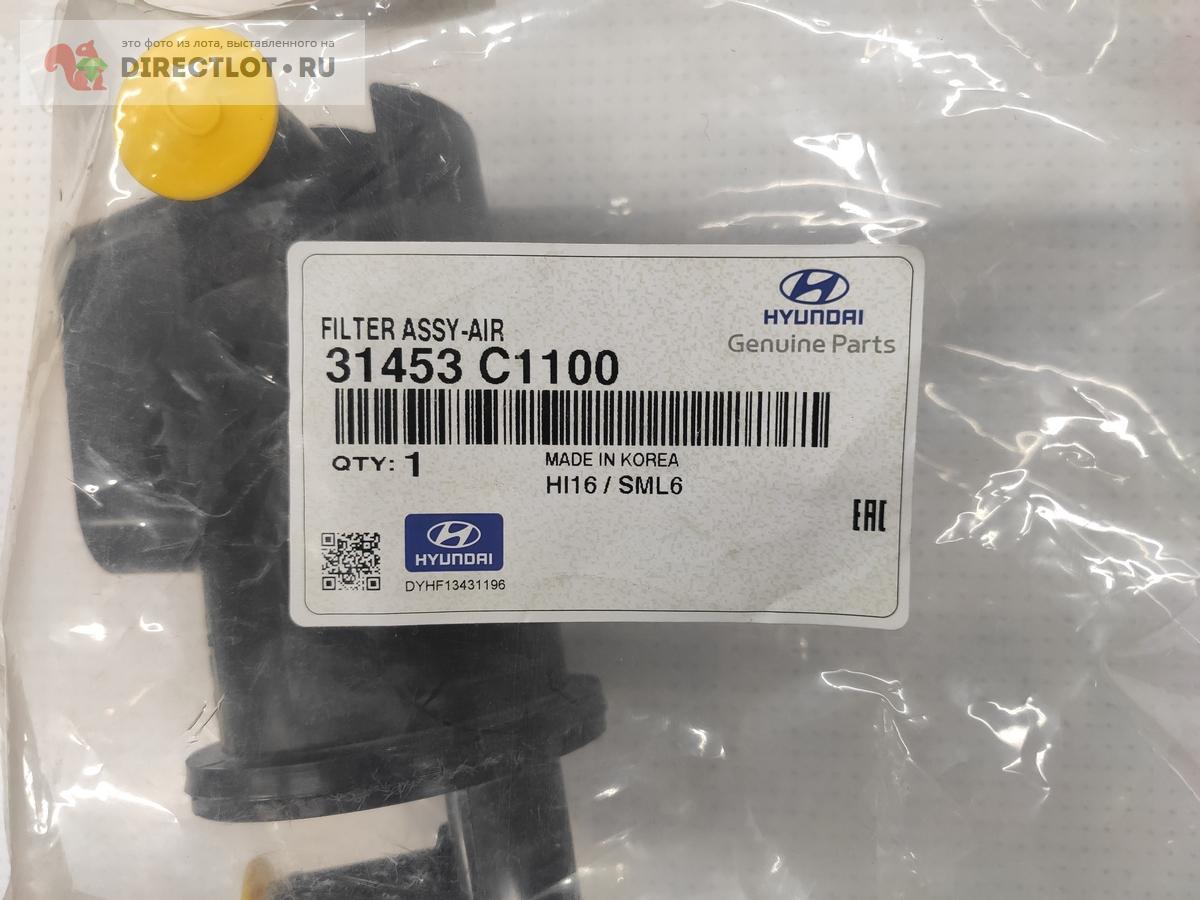 это фото из лота, выставленного на
DIRECTLOT•RU
HYUNDAI
Genuine Parts
FILTER ASSY-AIR
31453 C1100
QTY: 1
MADE IN KOREA
HI16 / SML6
EAC
HYUNDAI
DYHF13431196